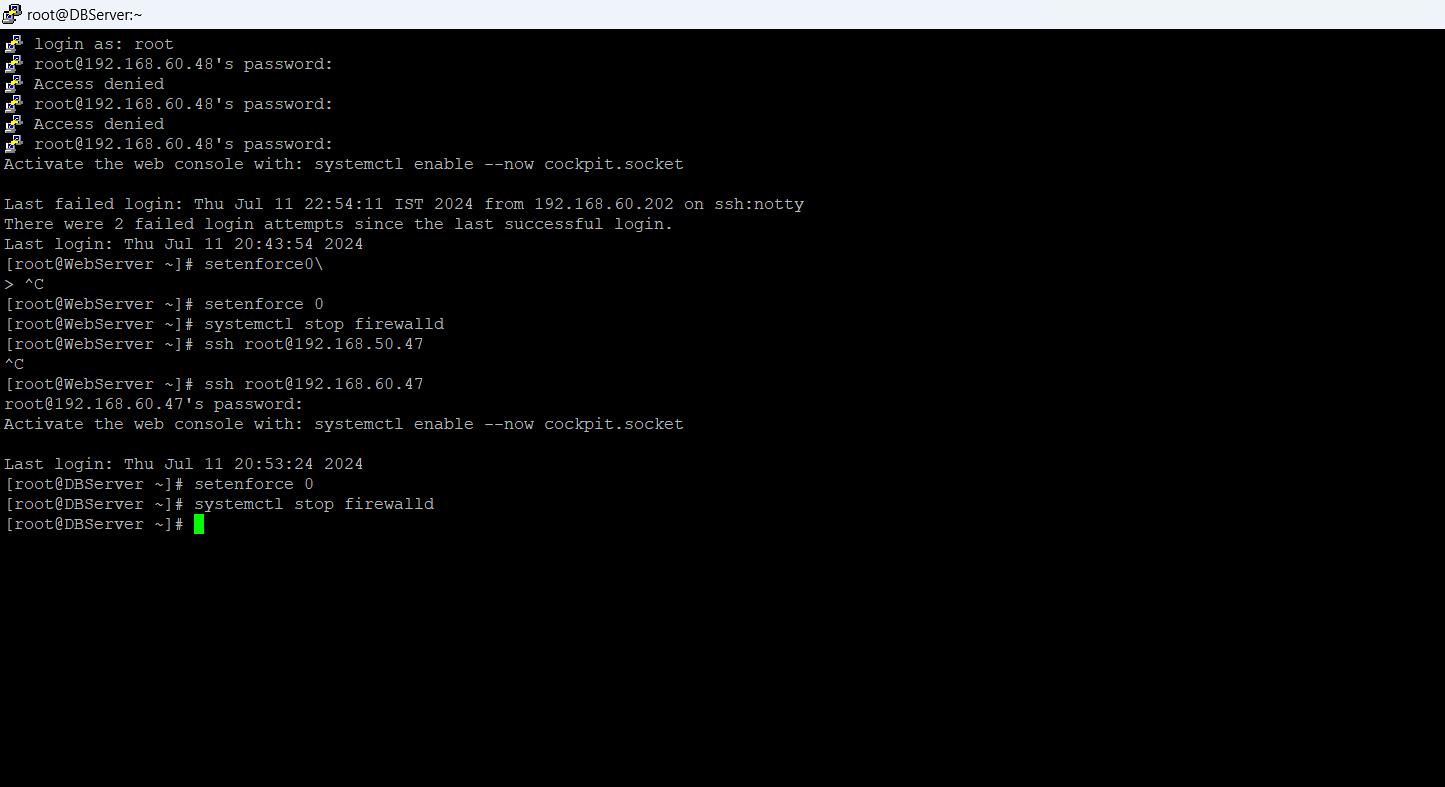 root@DBServer:~
login as: root
root@192.168.60.48's password:
Access denied
root@192.168.60.48's password:
Access denied
root@192.168.60.48's password:
Activate the web console with: systemctl enable --now cockpit.socket
Last failed login: Thu Jul 11 22:54:11 IST 2024 from 192.168.60.202 on ssh:notty
There were 2 failed login attempts since the last successful login.
Last login: Thu Jul 11 20:43:54 2024
[root@WebServer ~]# setenforce0\
> ^C
[root@WebServer ~]# setenforce 0
[root@WebServer ~]# systemctl stop firewalld
[root@WebServer ~]# ssh root@192.168.50.47
^C
[root@WebServer ~]# ssh root@192.168.60.47
root@192.168.60.47's password:
Activate the web console with: systemctl enable --now cockpit.socket
Last login: Thu Jul 11 20:53:24 2024
[root@DBServer ~]# setenforce 0
[root@DBServer ~]# systemctl stop firewalld
[root@DBServer ~]#